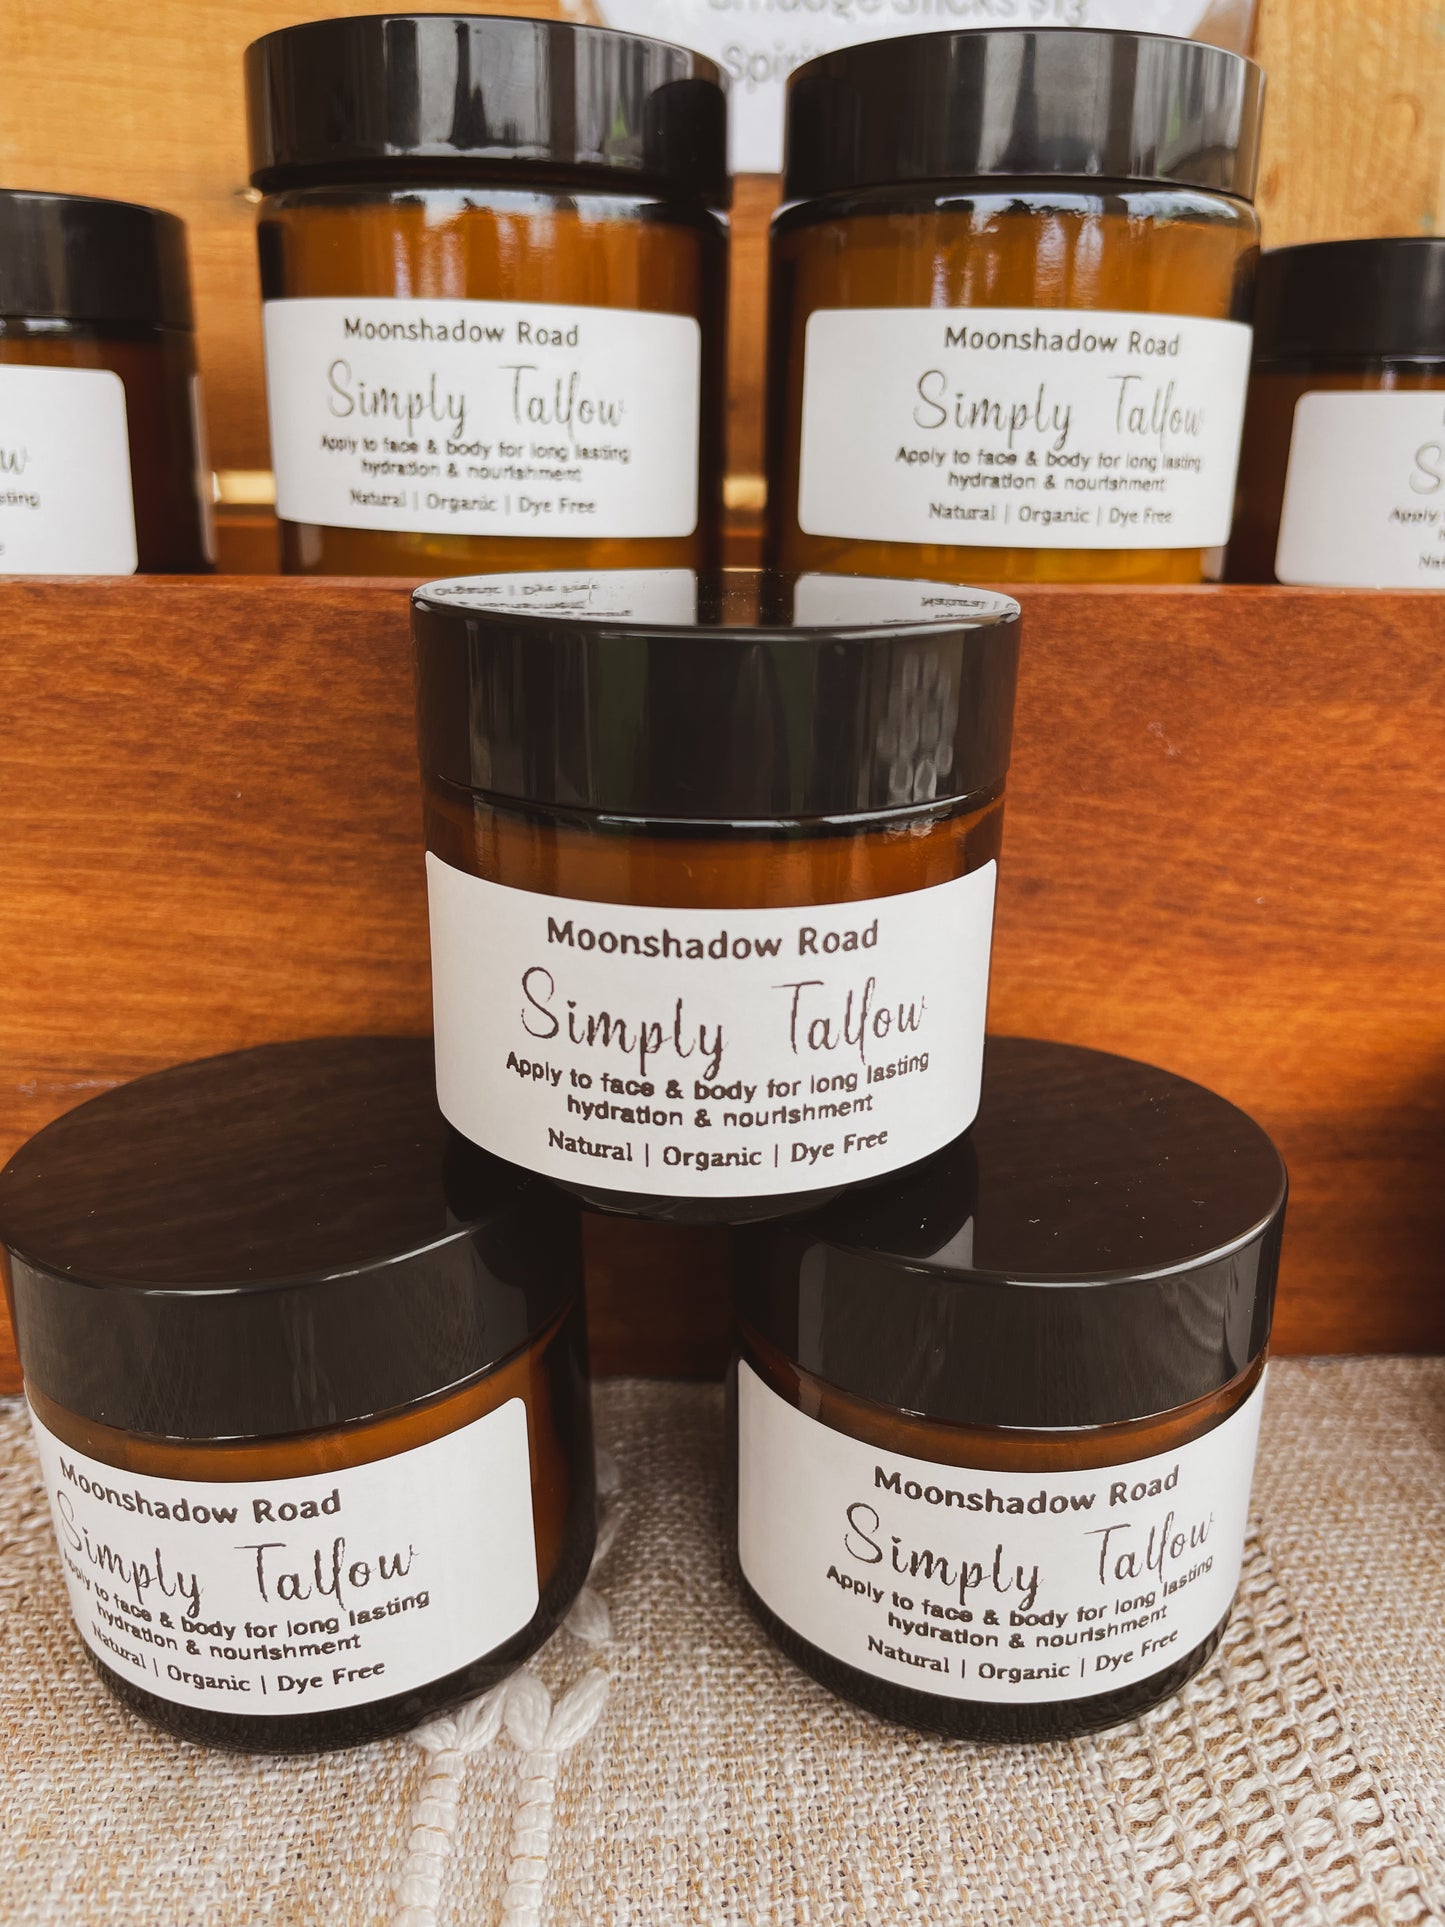 Smudge Sticks $13
Moonshadow Road
Simply Tallow
Apply to face & body for long lasting
hydration & nourishment
Natural | Organic | Dye Free
Moonshadow Road
Simply Tallow
Apply to face & body for long lasting
hydration & nourishment
Natural | Organic | Dye Free
Apply
Moonshadow Road
Simply Tallow
Apply to face & body for long lasting
hydration & nourishment
Natural | Organic | Dye Free
Moonshadow Road
Simply Tallow
Apply to face & body for long lasting
hydration & nourishment
Natural | Organic | Dye Free
Moonshadow Road
Simply Tallow
Apply to face & body for long lasting
hydration & nourishment
Natural | Organic | Dye Free